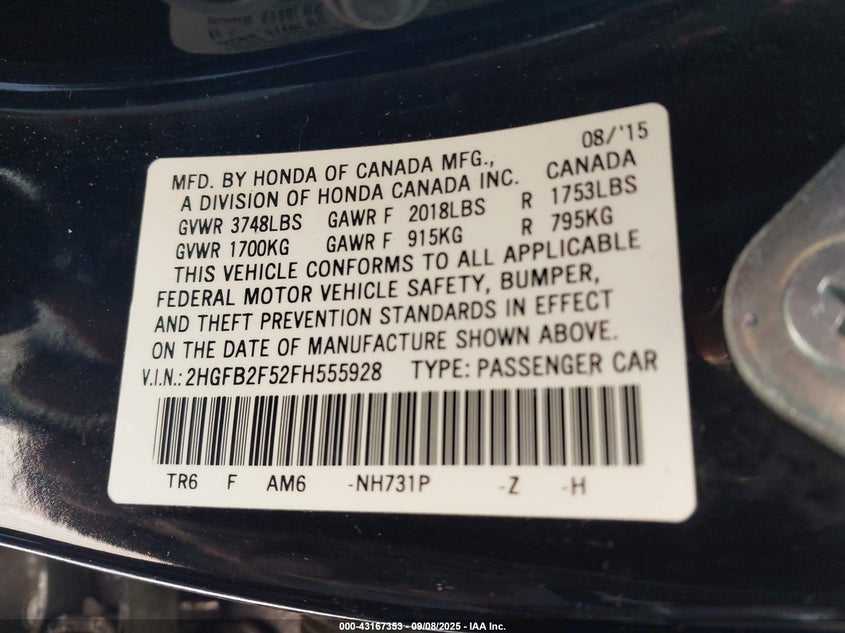 08/'15
MFD. BY HONDA OF CANADA MFG.,
A DIVISION OF HONDA CANADA INC. CANADA
GVWR 3748LBS GAWR F 2018LBS R 1753LBS
GVWR 1700KG GAWR F 915KG R 795KG
THIS VEHICLE CONFORMS TO ALL APPLICABLE
FEDERAL MOTOR VEHICLE SAFETY, BUMPER,
AND THEFT PREVENTION STANDARDS IN EFFECT
ON THE DATE OF MANUFACTURE SHOWN ABOVE.
V.I.N.: 2HGFB2F52FH555928 TYPE: PASSENGER CAR
TR6 F AM6 -NH731P -Z -H
000-43167353 - 09/08/2025 - IAA Inc.